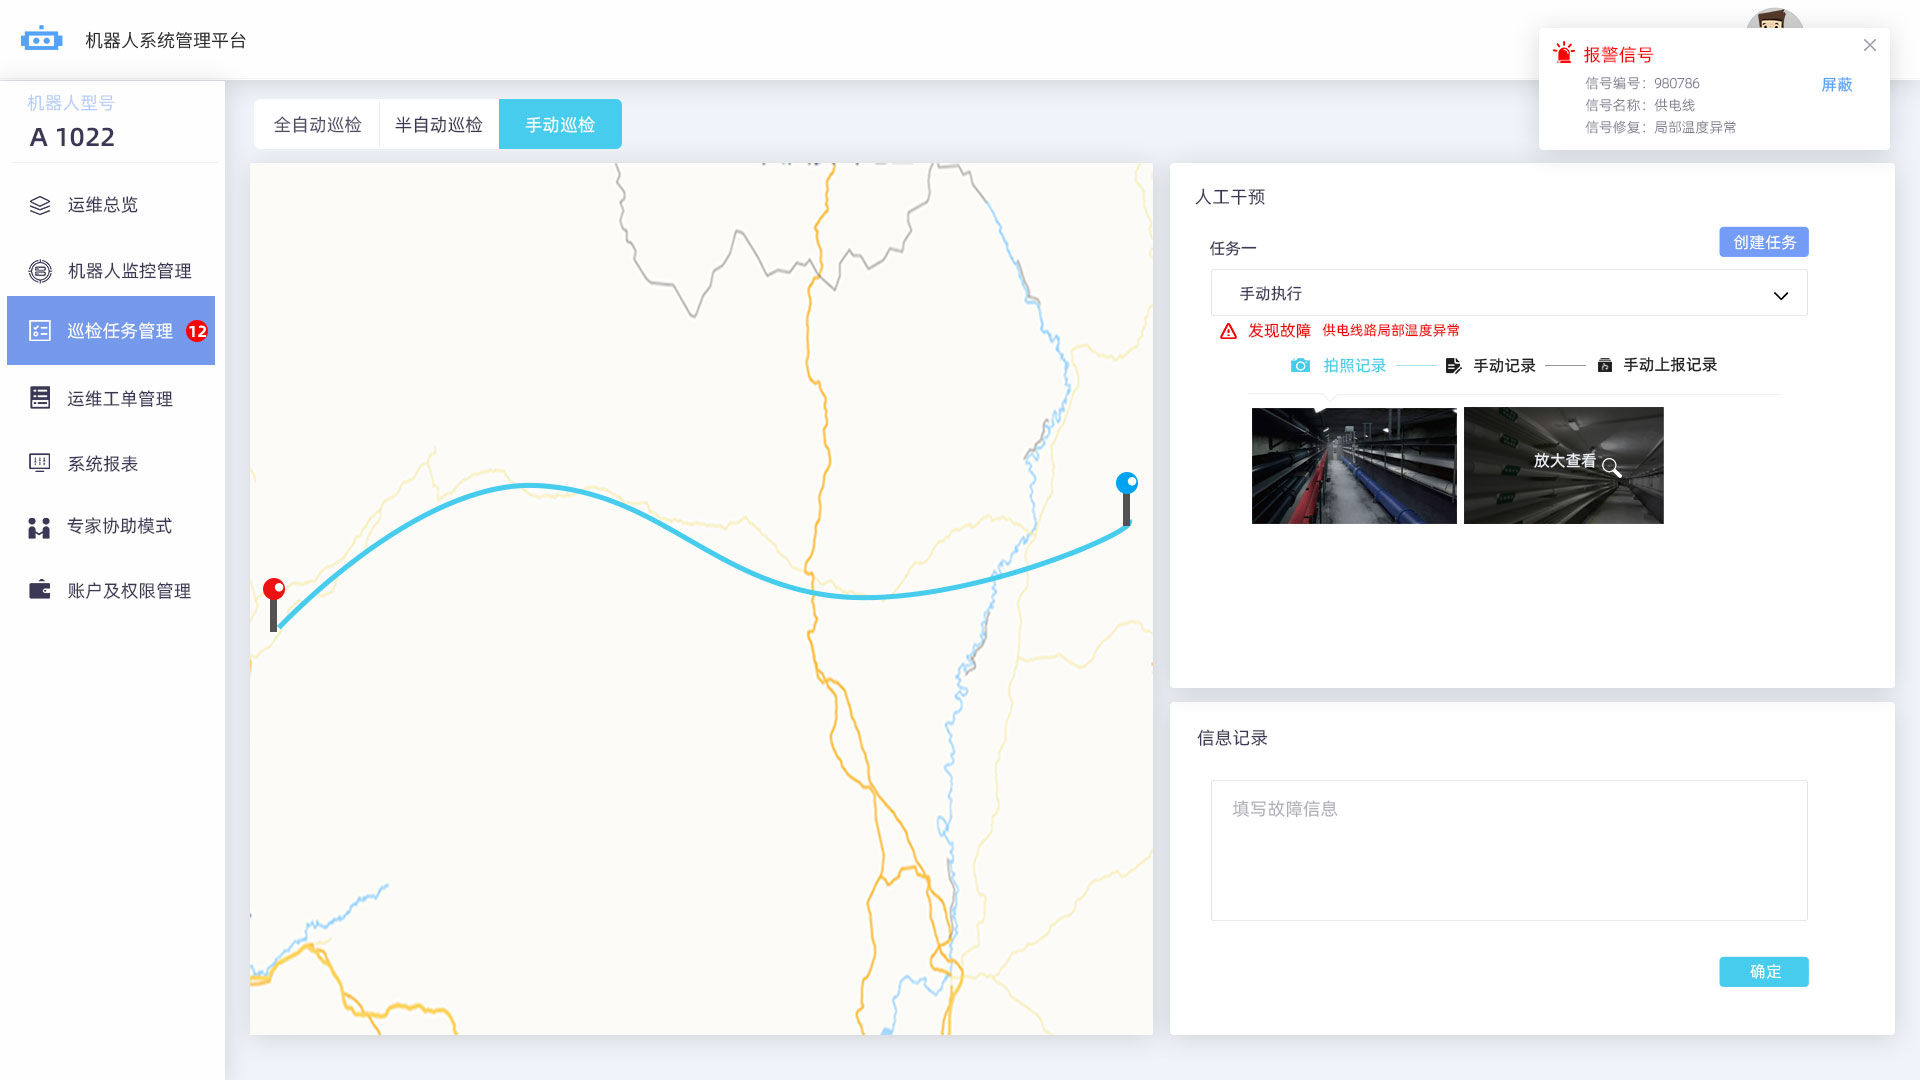 机器人系统管理平台
报警信号
信号编号：980786
屏蔽
信号名称：供电线
信号修复：局部温度异常
机器人型号
A 1022
运维总览
机器人监控管理
巡检任务管理 12
运维工单管理
系统报表
专家协助模式
账户及权限管理
全自动巡检 半自动巡检 手动巡检
人工干预
任务一
创建任务
手动执行
发现故障 供电线路局部温度异常
拍照记录 手动记录 手动上报记录
放大查看
信息记录
填写故障信息
确定